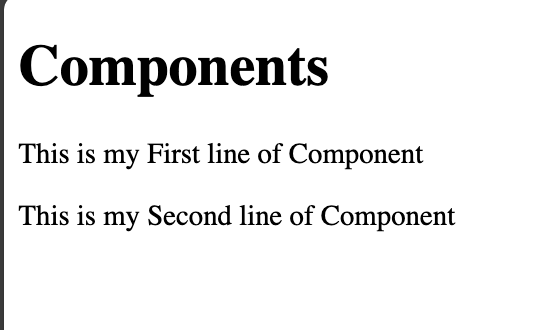 Components
This is my First line of Component
This is my Second line of Component